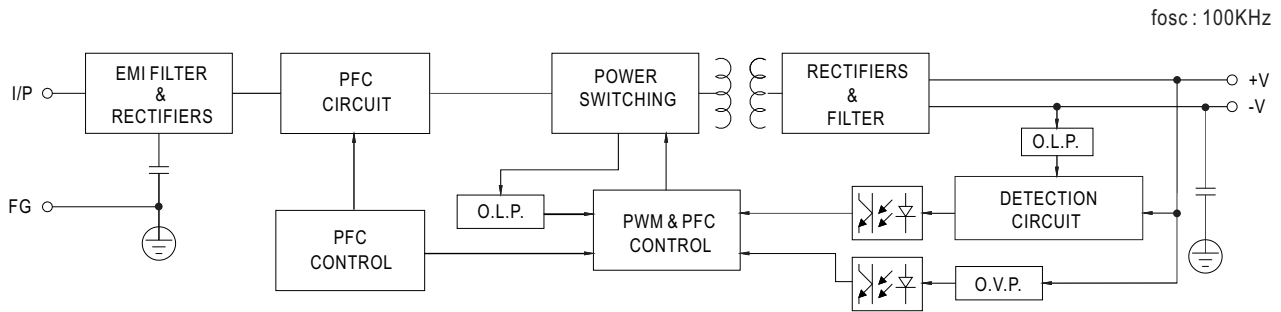 fosc : 100KHz
I/P
EMI FILTER
&
RECTIFIERS
PFC
CIRCUIT
POWER
SWITCHING
RECTIFIERS
&
FILTER
+V
-V
O.L.P.
FG
O.L.P.
PFC
CONTROL
PWM & PFC
CONTROL
DETECTION
CIRCUIT
O.V.P.